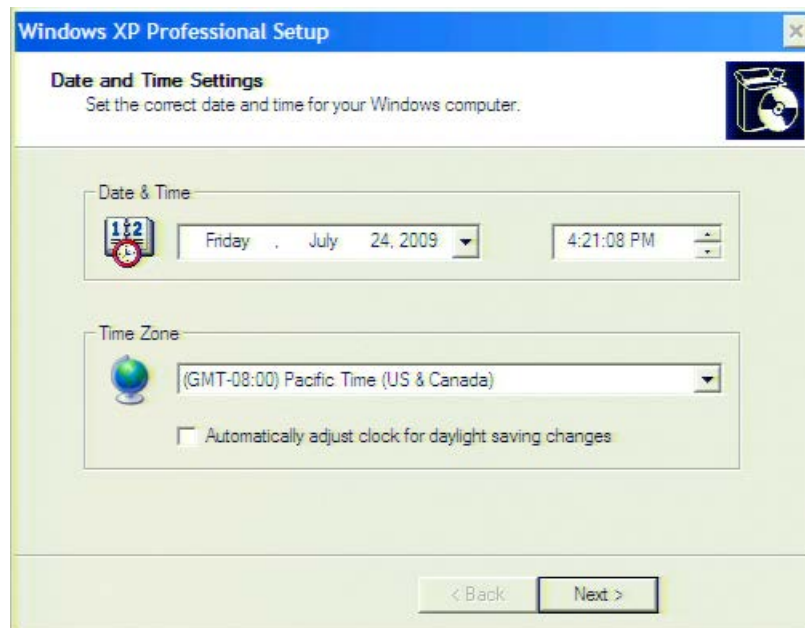 Windows XP Professional Setup
Date and Time Settings
Set the correct date and time for your Windows computer.
Date & Time
1 2
Friday , July 24, 2009
4:21:08 PM
Time Zone
(GMT-08:00) Pacific Time (US & Canada)
Automatically adjust clock for daylight saving changes
< Back
Next >